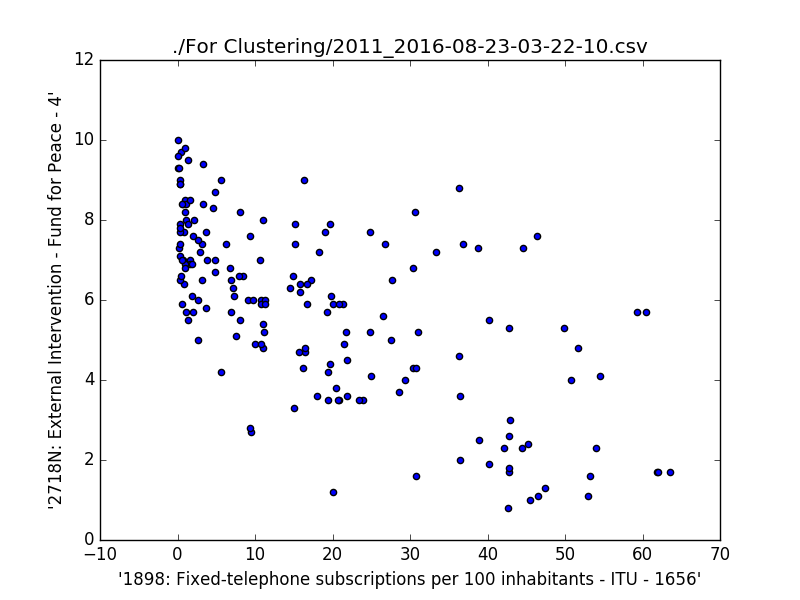 ./For Clustering/2011_2016-08-23-03-22-10.csv
12
10
8
6
4
2
0
'2718N: External Intervention - Fund for Peace - 4'
−10 0 10 20 30 40 50 60 70
'1898: Fixed-telephone subscriptions per 100 inhabitants - ITU - 1656'